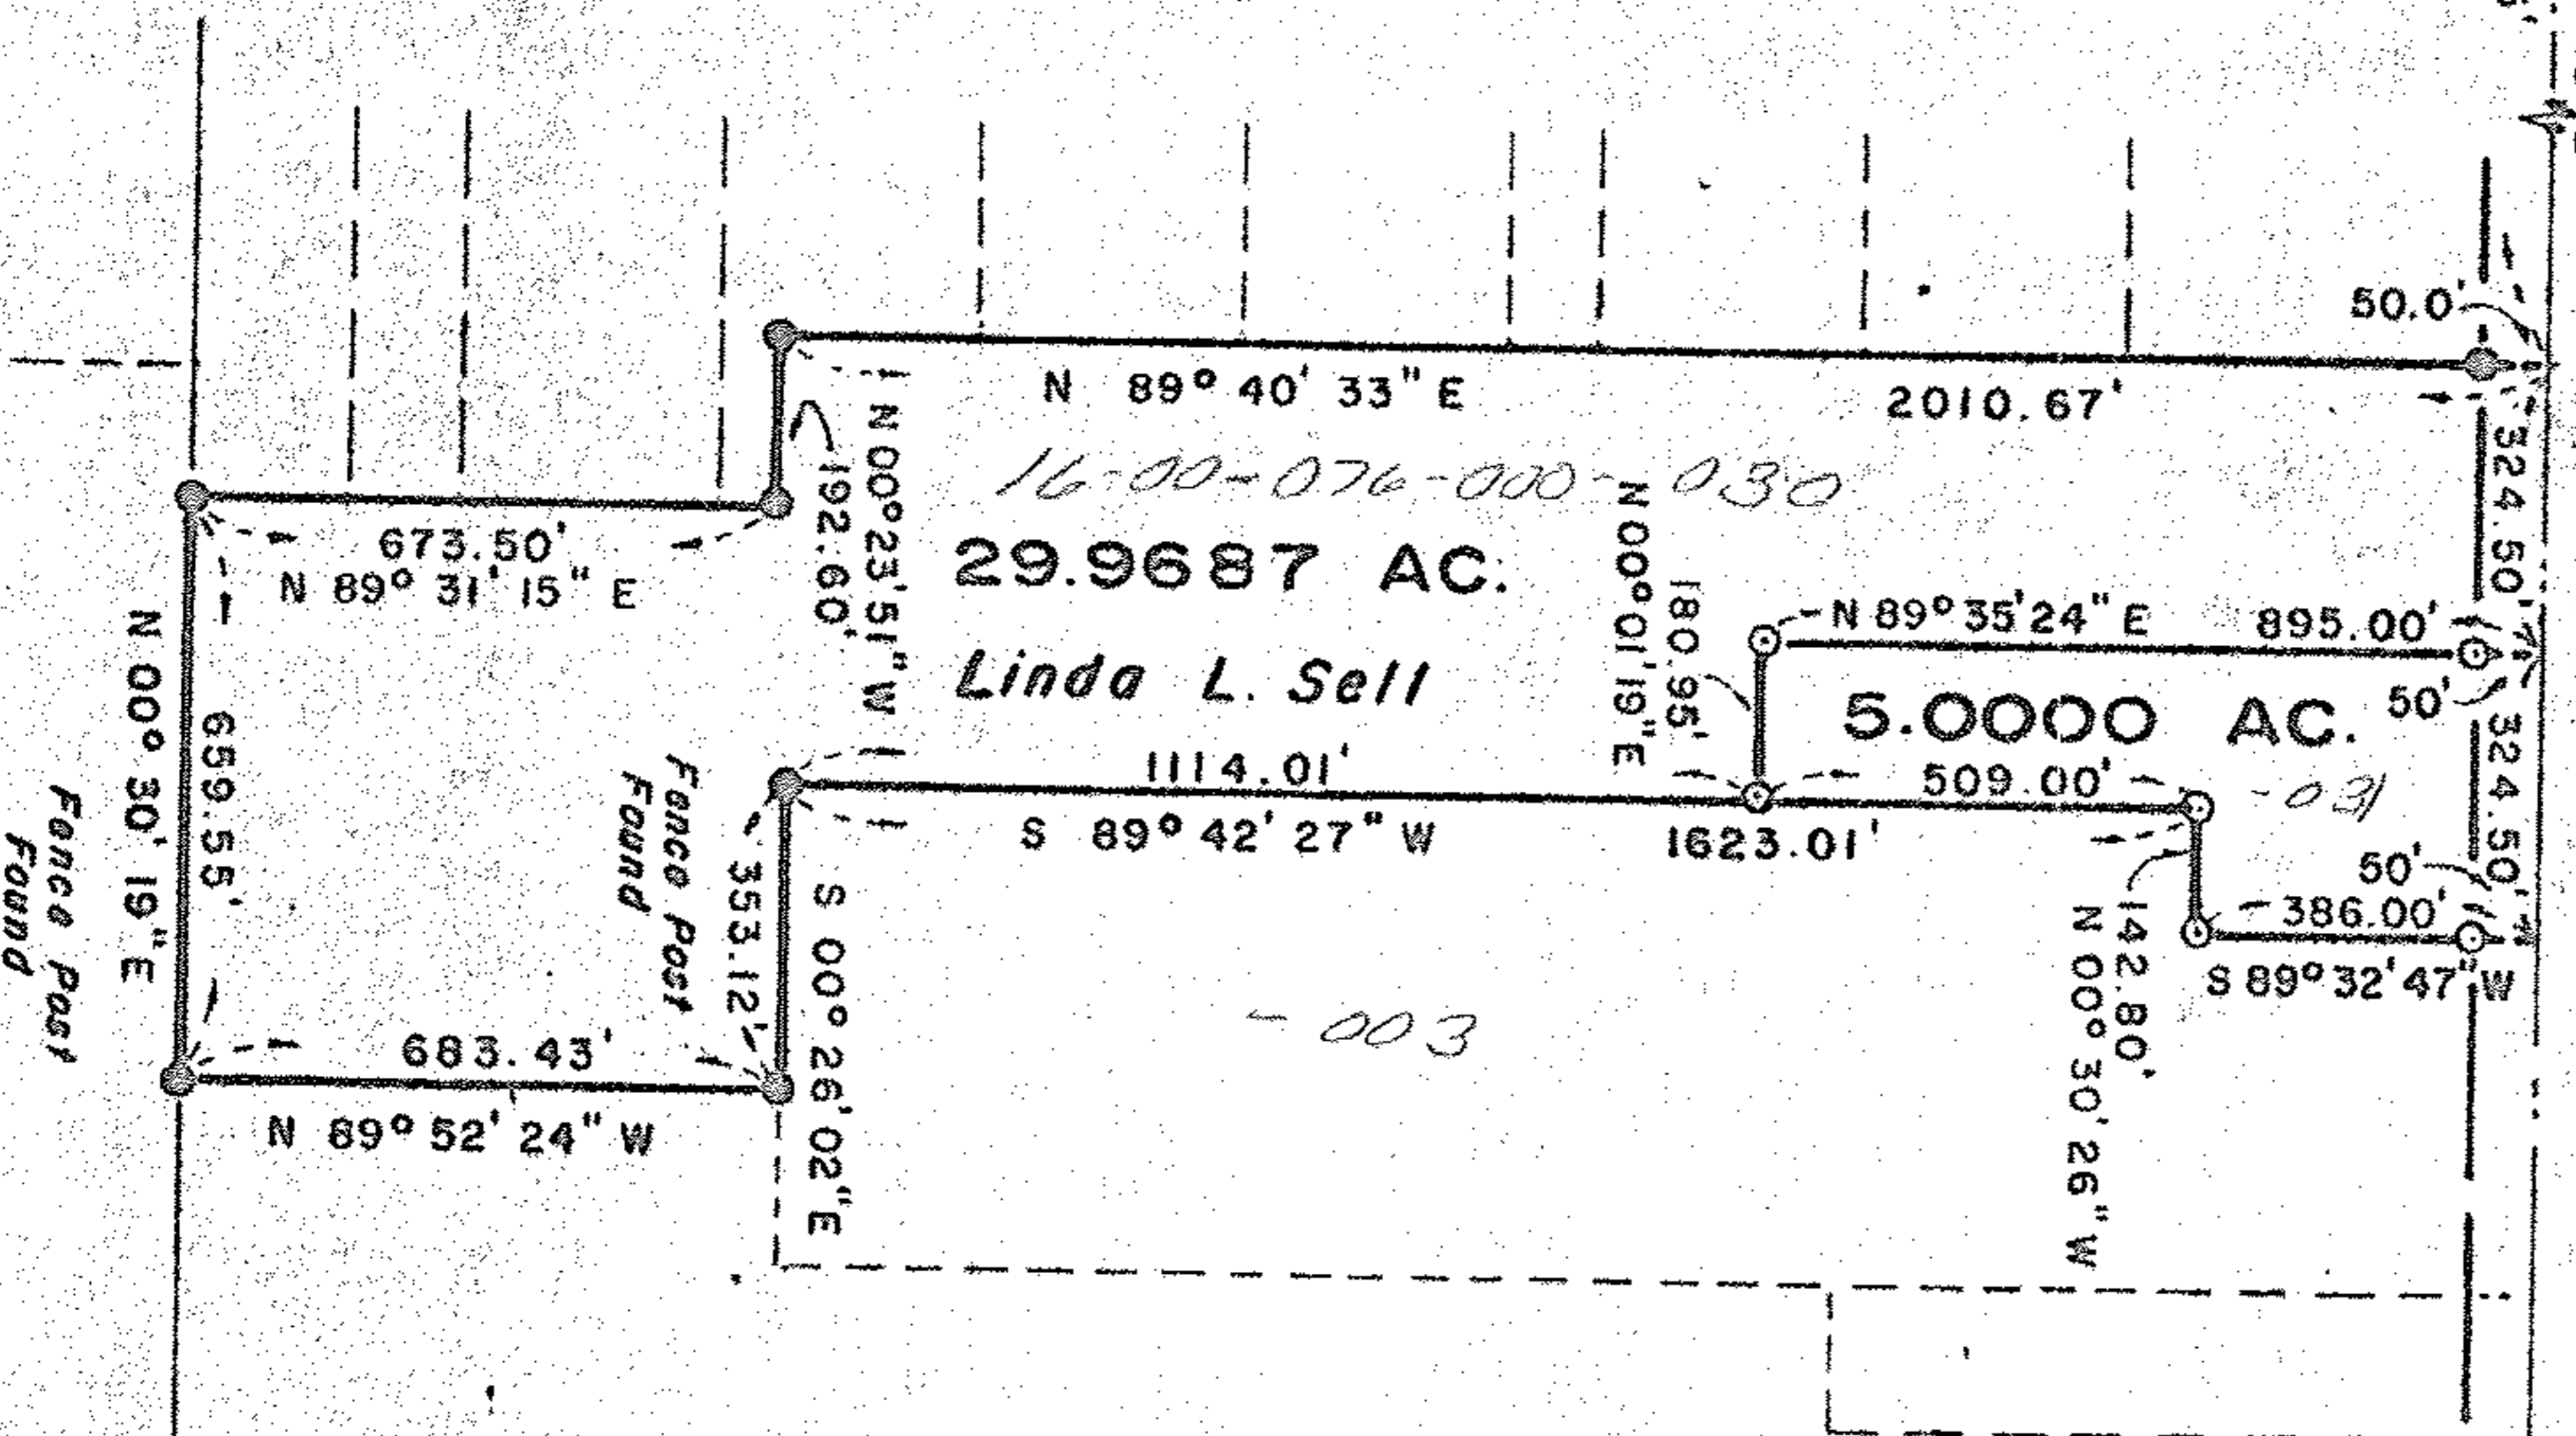 50.0'
N 89° 40' 33" E
2010.67'
N 00° 23' 51" W
192.60'
324.50'
16-00-076-000-030
673.50'
N 89° 31' 15" E
29.9687 AC.
N 00° 01' 19" E
180.95'
N 89° 35' 24" E
895.00'
N 00° 30' 19" E
659.55'
Linda L. Sell
5.0000 AC.
50'
324.50'
Fence Post
Found
Fence Post
Found
1114.01'
509.00'
-031
S 89° 42' 27" W
1623.01'
50'
353.12'
S 00° 26' 02" E
386.00'
142.80'
N 00° 30' 26" W
S 89° 32' 47" W
683.43'
-003
N 89° 52' 24" W